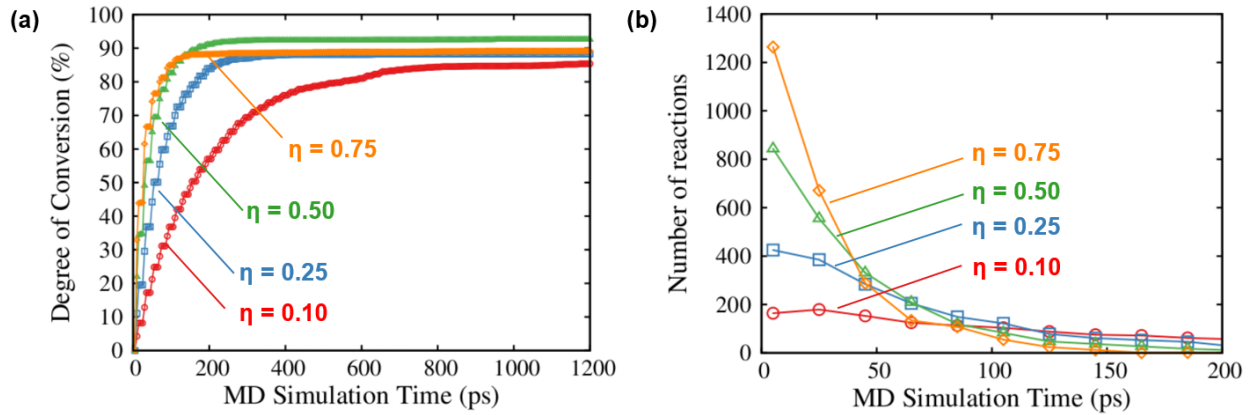 (a)
Degree of Conversion (%)
100
90
80
70
60
50
40
30
20
10
0
η = 0.75
η = 0.50
η = 0.25
η = 0.10
0 200 400 600 800 1000 1200
MD Simulation Time (ps)
(b)
Number of reactions
1400
1200
1000
800
600
400
200
0
η = 0.75
η = 0.50
η = 0.25
η = 0.10
0 50 100 150 200
MD Simulation Time (ps)